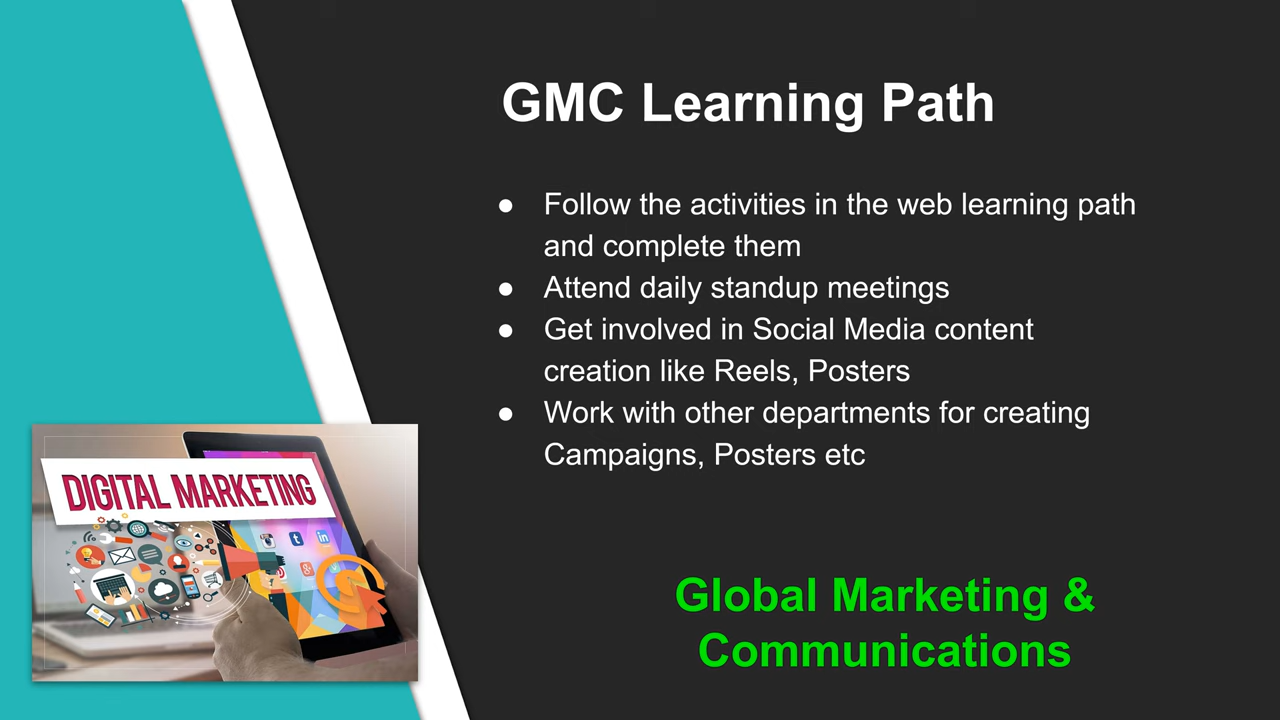 GMC Learning Path
● Follow the activities in the web learning path
and complete them
● Attend daily standup meetings
● Get involved in Social Media content
creation like Reels, Posters
● Work with other departments for creating
Campaigns, Posters etc
DIGITAL MARKETING
Global Marketing &
Communications